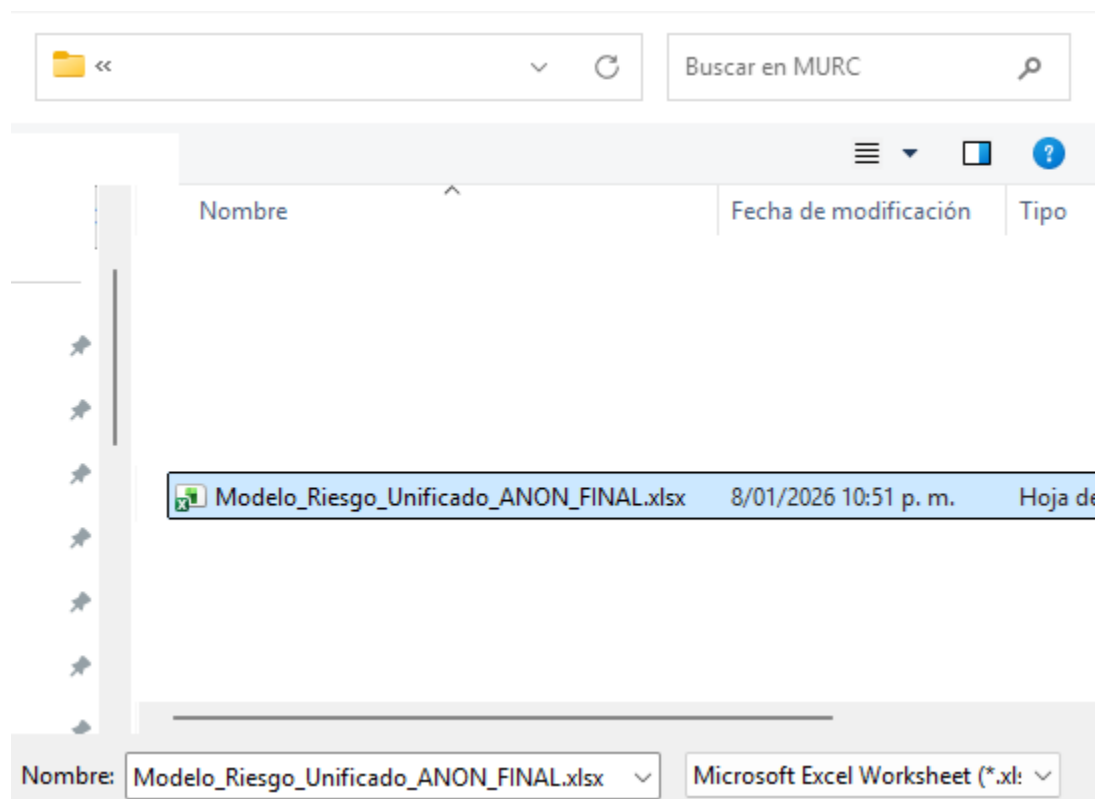 «
Buscar en MURC
Nombre Fecha de modificación Tipo
Modelo_Riesgo_Unificado_ANON_FINAL.xlsx 8/01/2026 10:51 p. m. Hoja de
Nombre: Modelo_Riesgo_Unificado_ANON_FINAL.xlsx Microsoft Excel Worksheet (*.xls